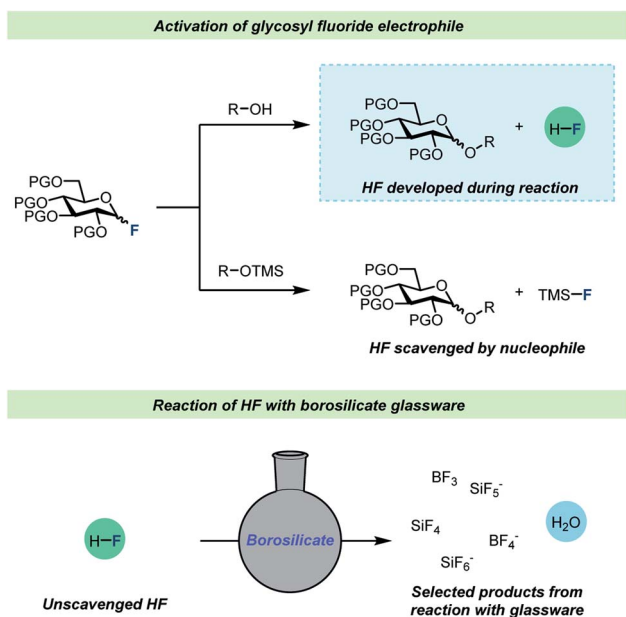 Activation of glycosyl fluoride electrophile
R-OH
PGO
PGO
PGO
PGO
O
O
R
+
H-F
HF developed during reaction
PGO
PGO
PGO
PGO
O
F
R-OTMS
PGO
PGO
PGO
PGO
O
O
R
+
TMS-F
HF scavenged by nucleophile
Reaction of HF with borosilicate glassware
H-F
Unscavenged HF
Borosilicate
BF3
SiF5-
SiF4
BF4-
SiF6-
H2O
Selected products from
reaction with glassware